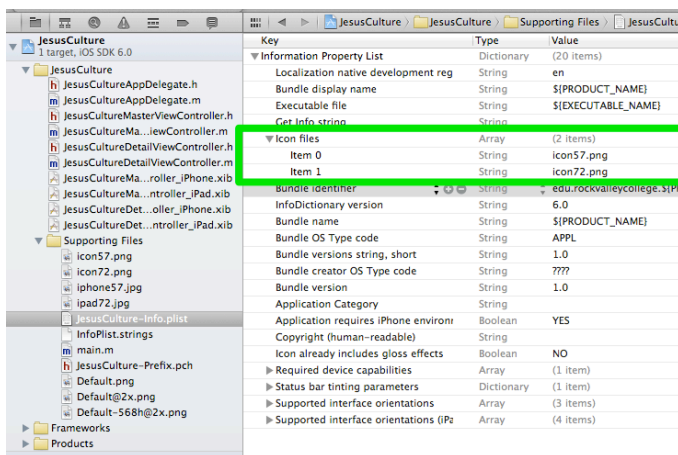 JesusCulture JesusCulture Supporting Files JesusCultu
JesusCulture
1 target, iOS SDK 6.0
JesusCulture
JesusCultureAppDelegate.h
JesusCultureAppDelegate.m
JesusCultureMasterViewController.h
JesusCultureMa...iewController.m
JesusCultureDetailViewController.h
JesusCultureDetailViewController.m
JesusCultureMa...roller_iPhone.xib
JesusCultureMa...ntroller_iPad.xib
JesusCultureDet...oller_iPhone.xib
JesusCultureDet...ntroller_iPad.xib
Supporting Files
icon57.png
icon72.png
iphone57.jpg
ipad72.jpg
JesusCulture-Info.plist
InfoPlist.strings
main.m
JesusCulture-Prefix.pch
Default.png
Default@2x.png
Default-568h@2x.png
Frameworks
Products
Key Type Value
Information Property List Dictionary (20 items)
Localization native development reg String en
Bundle display name String ${PRODUCT_NAME}
Executable file String ${EXECUTABLE_NAME}
Get Info string String
Icon files Array (2 items)
Item 0 String icon57.png
Item 1 String icon72.png
Bundle identifier String edu.rockvalleycollege.${P
InfoDictionary version String 6.0
Bundle name String ${PRODUCT_NAME}
Bundle OS Type code String APPL
Bundle versions string, short String 1.0
Bundle creator OS Type code String ????
Bundle version String 1.0
Application Category String
Application requires iPhone environ Boolean YES
Copyright (human-readable) String
Icon already includes gloss effects Boolean NO
Required device capabilities Array (1 item)
Status bar tinting parameters Dictionary (1 item)
Supported interface orientations Array (3 items)
Supported interface orientations (iPa Array (4 items)